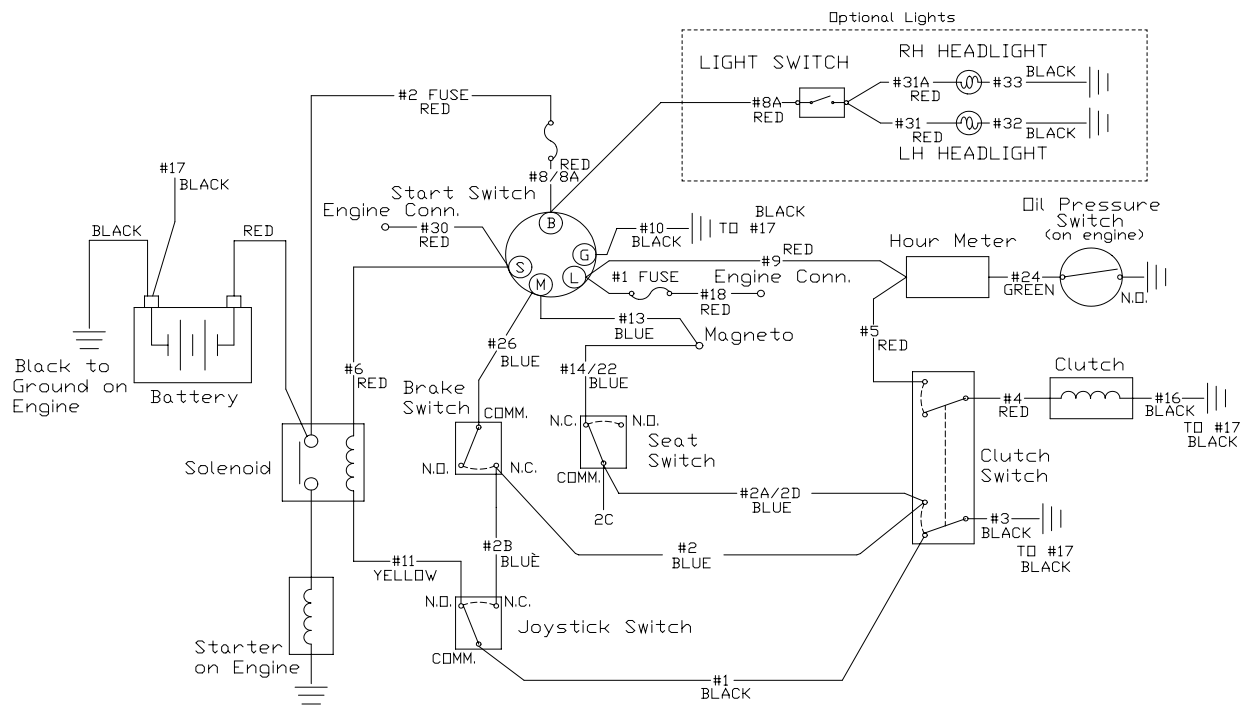 Optional Lights
RH HEADLIGHT
LIGHT SWITCH
BLACK
#31A
#33
RED
#8A
RED
#31
#32
RED
BLACK
LH HEADLIGHT
#2 FUSE
RED
RED
#8/8A
#17
BLACK
Start Switch
Engine Conn.
#30
RED
B
G
S
L
M
BLACK
#10
TO #17
BLACK
Oil Pressure
Switch
(on engine)
BLACK
RED
RED
#9
Hour Meter
#1 FUSE
Engine Conn.
#18
RED
#24
GREEN
N.O.
#13
BLUE
Magneto
#5
RED
#26
BLUE
Black to
Ground on
Engine
Battery
#6
RED
#14/22
BLUE
Clutch
Brake
Switch
COMM.
N.C.
N.O.
#4
RED
#16
BLACK
TO #17
BLACK
Seat
Switch
Solenoid
N.O.
N.C.
COMM.
Clutch
Switch
#2A/2D
BLUE
2C
#3
BLACK
TO #17
BLACK
#2B
BLUÈ
#2
BLUE
#11
YELLOW
N.O.
N.C.
Joystick Switch
COMM.
Starter
on Engine
#1
BLACK